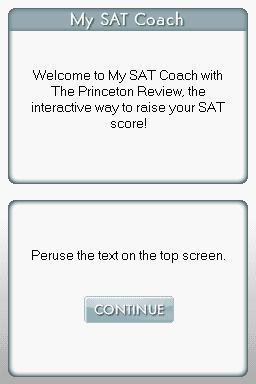 My SAT Coach
Welcome to My SAT Coach with
The Princeton Review, the
interactive way to raise your SAT
score!
Peruse the text on the top screen.
CONTINUE